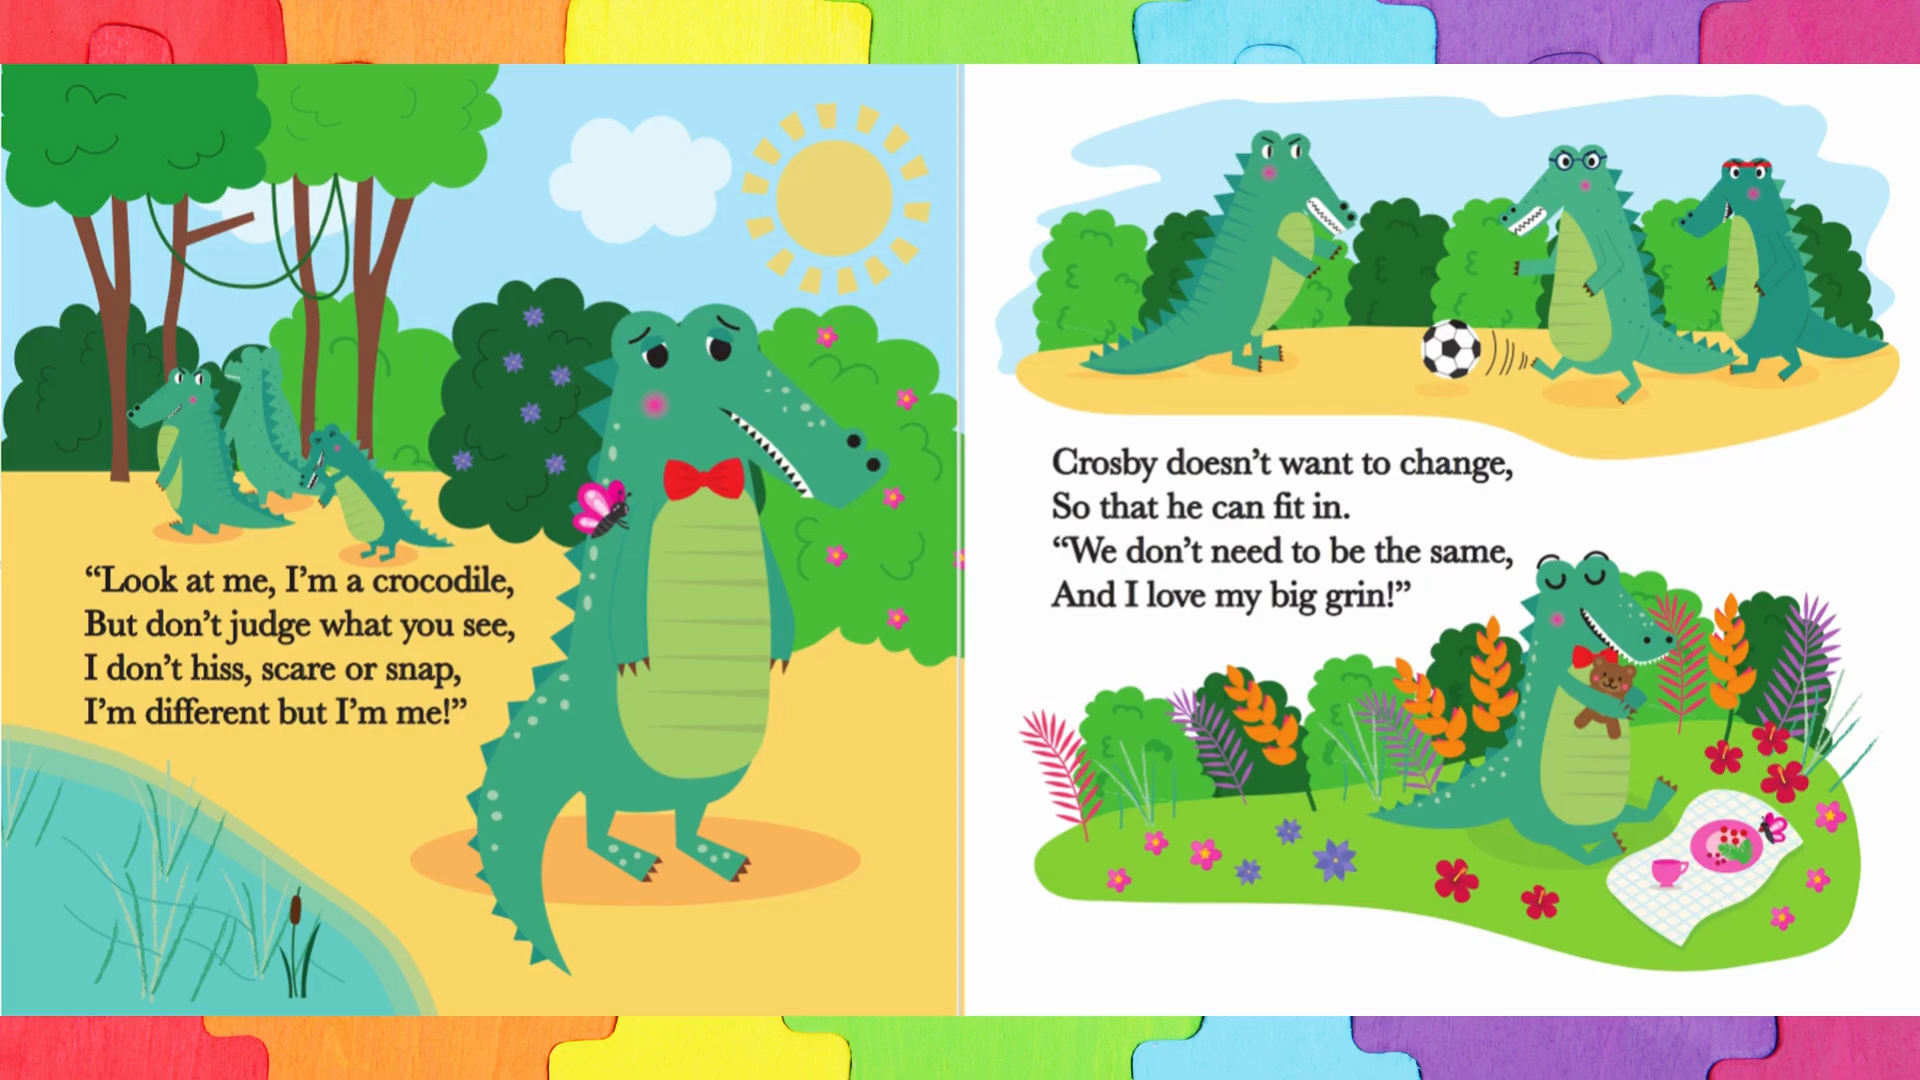 “Look at me, I’m a crocodile,
But don’t judge what you see,
I don’t hiss, scare or snap,
I’m different but I’m me!”
Crosby doesn’t want to change,
So that he can fit in.
“We don’t need to be the same,
And I love my big grin!”